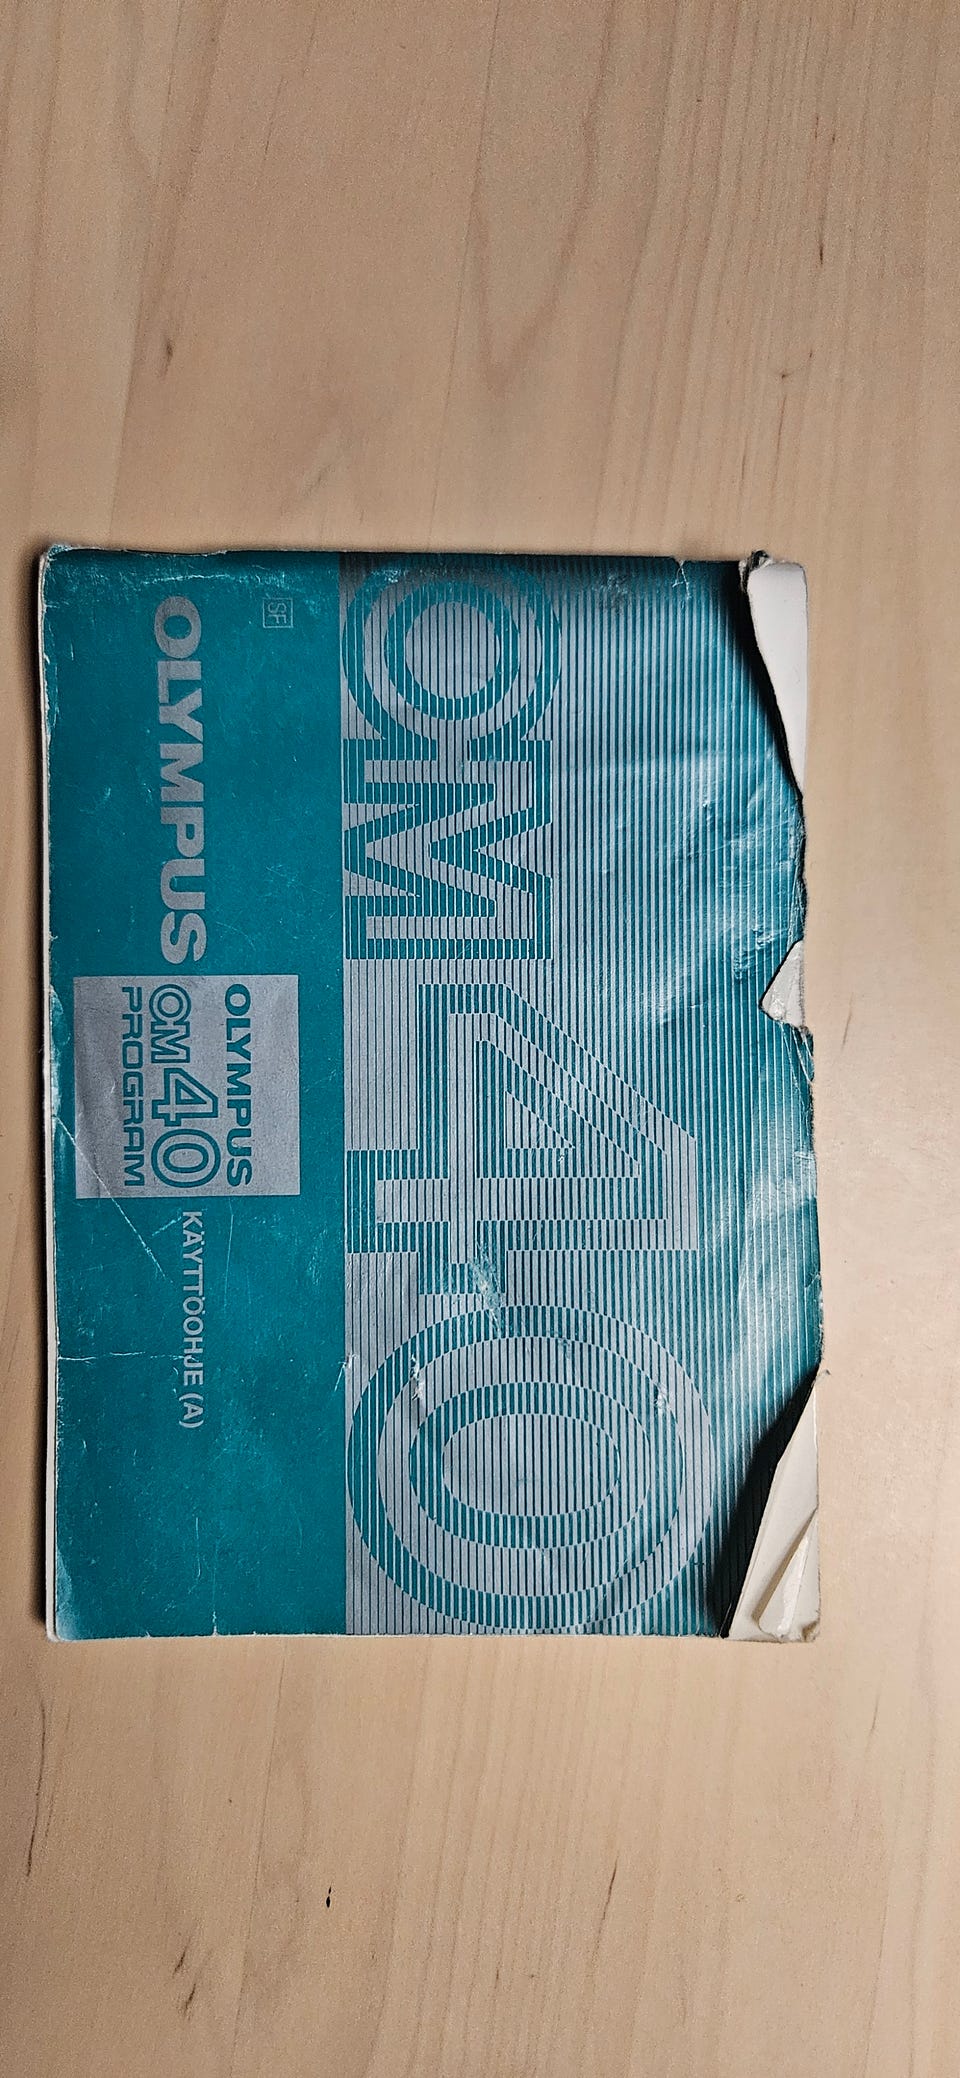 OM40
SF
OLYMPUS
OLYMPUS
OM40
PROGRAM
KÄYTTÖOHJE (A)